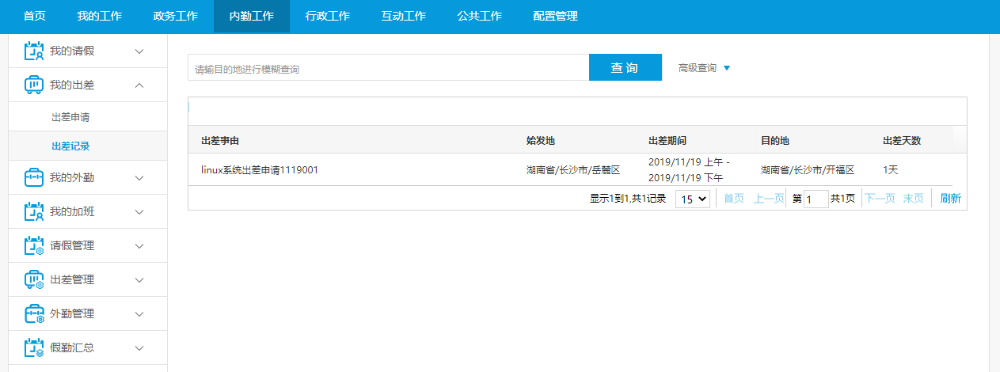 首页 我的工作 政务工作 内勤工作 行政工作 互动工作 公共工作 配置管理
我的请假
我的出差
出差申请
出差记录
我的外勤
我的加班
请假管理
出差管理
外勤管理
假勤汇总
请输目的地进行模糊查询 查 询 高级查询
出差事由 始发地 出差期间 目的地 出差天数
linux系统出差申请1119001 湖南省/长沙市/岳麓区 2019/11/19 上午 - 湖南省/长沙市/开福区 1天
2019/11/19 下午
显示1到1,共1记录 15 首页 上一页 第 1 共1页 下一页 末页 刷新